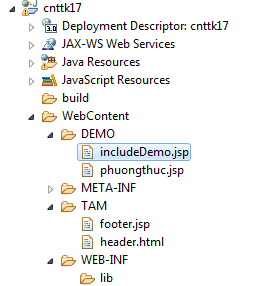 cnttk17
Deployment Descriptor: cnttk17
JAX-WS Web Services
Java Resources
JavaScript Resources
build
WebContent
DEMO
includeDemo.jsp
phuongthuc.jsp
META-INF
TAM
footer.jsp
header.html
WEB-INF
lib